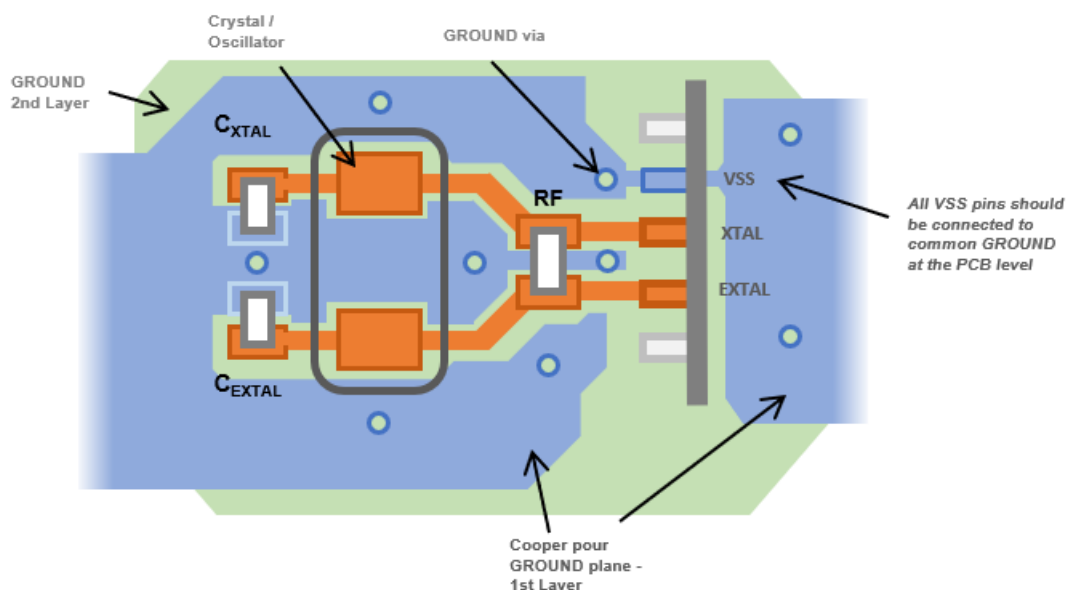 Crystal /
Oscillator
GROUND via
GROUND
2nd Layer
CXTAL
RF
VSS
All VSS pins should
be connected to
common GROUND
at the PCB level
XTAL
EXTAL
CEXTAL
Cooper pour
GROUND plane -
1st Layer